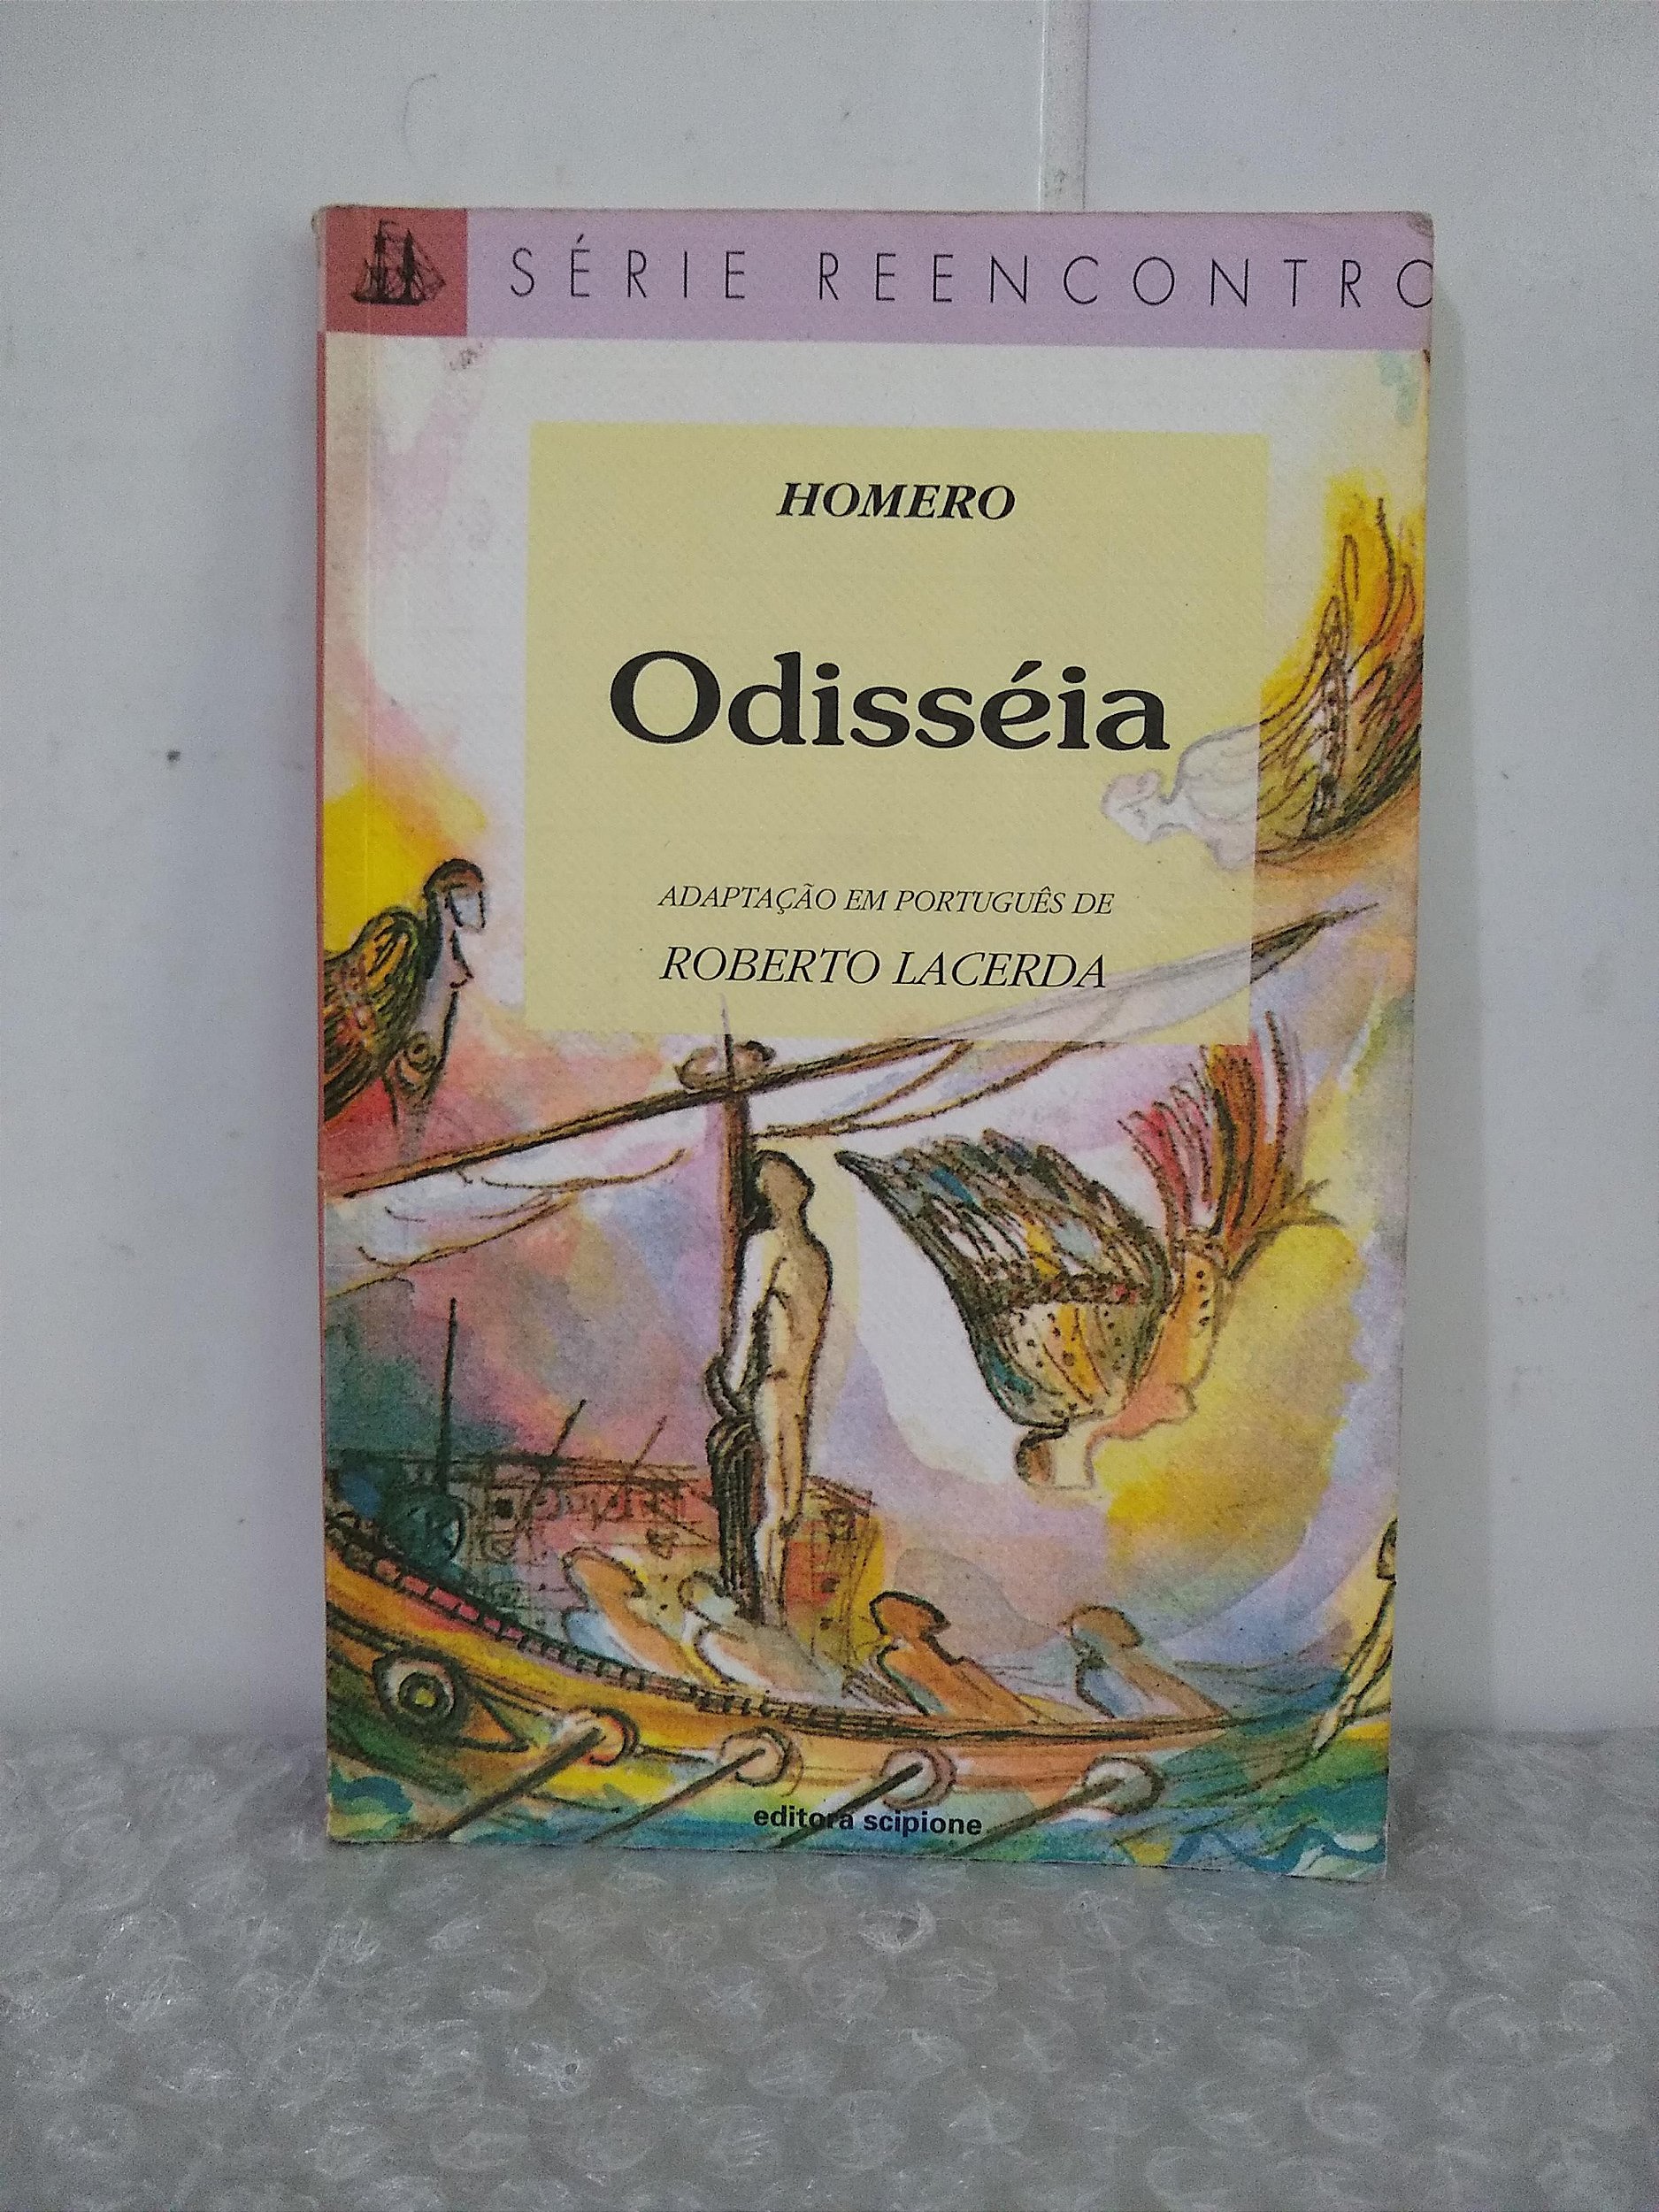 SÉRIE REENCONTRO
HOMERO
Odisséia
ADAPTAÇÃO EM PORTUGUÊS DE
ROBERTO LACERDA
editora scipione